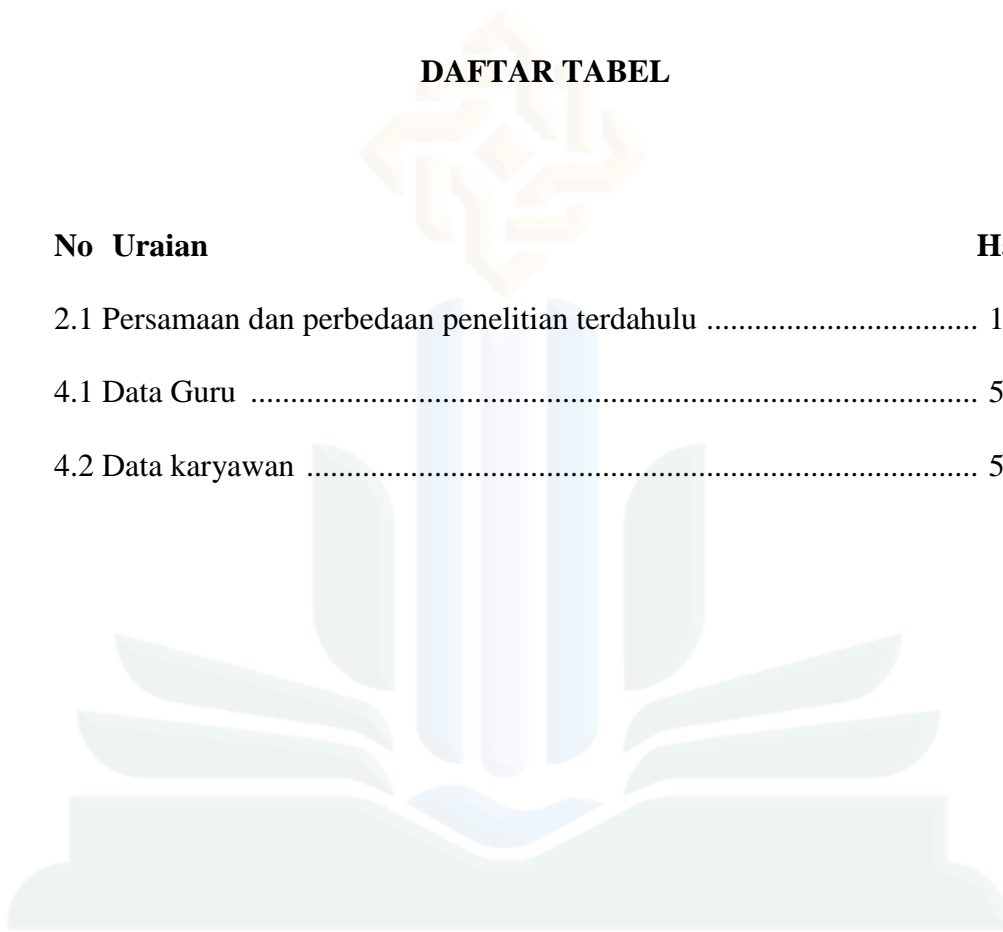 DAFTAR TABEL
No Uraian
2.1 Persamaan dan perbedaan penelitian terdahulu ................................. 1
4.1 Data Guru ............................................................................................. 5
4.2 Data karyawan ...................................................................................... 5